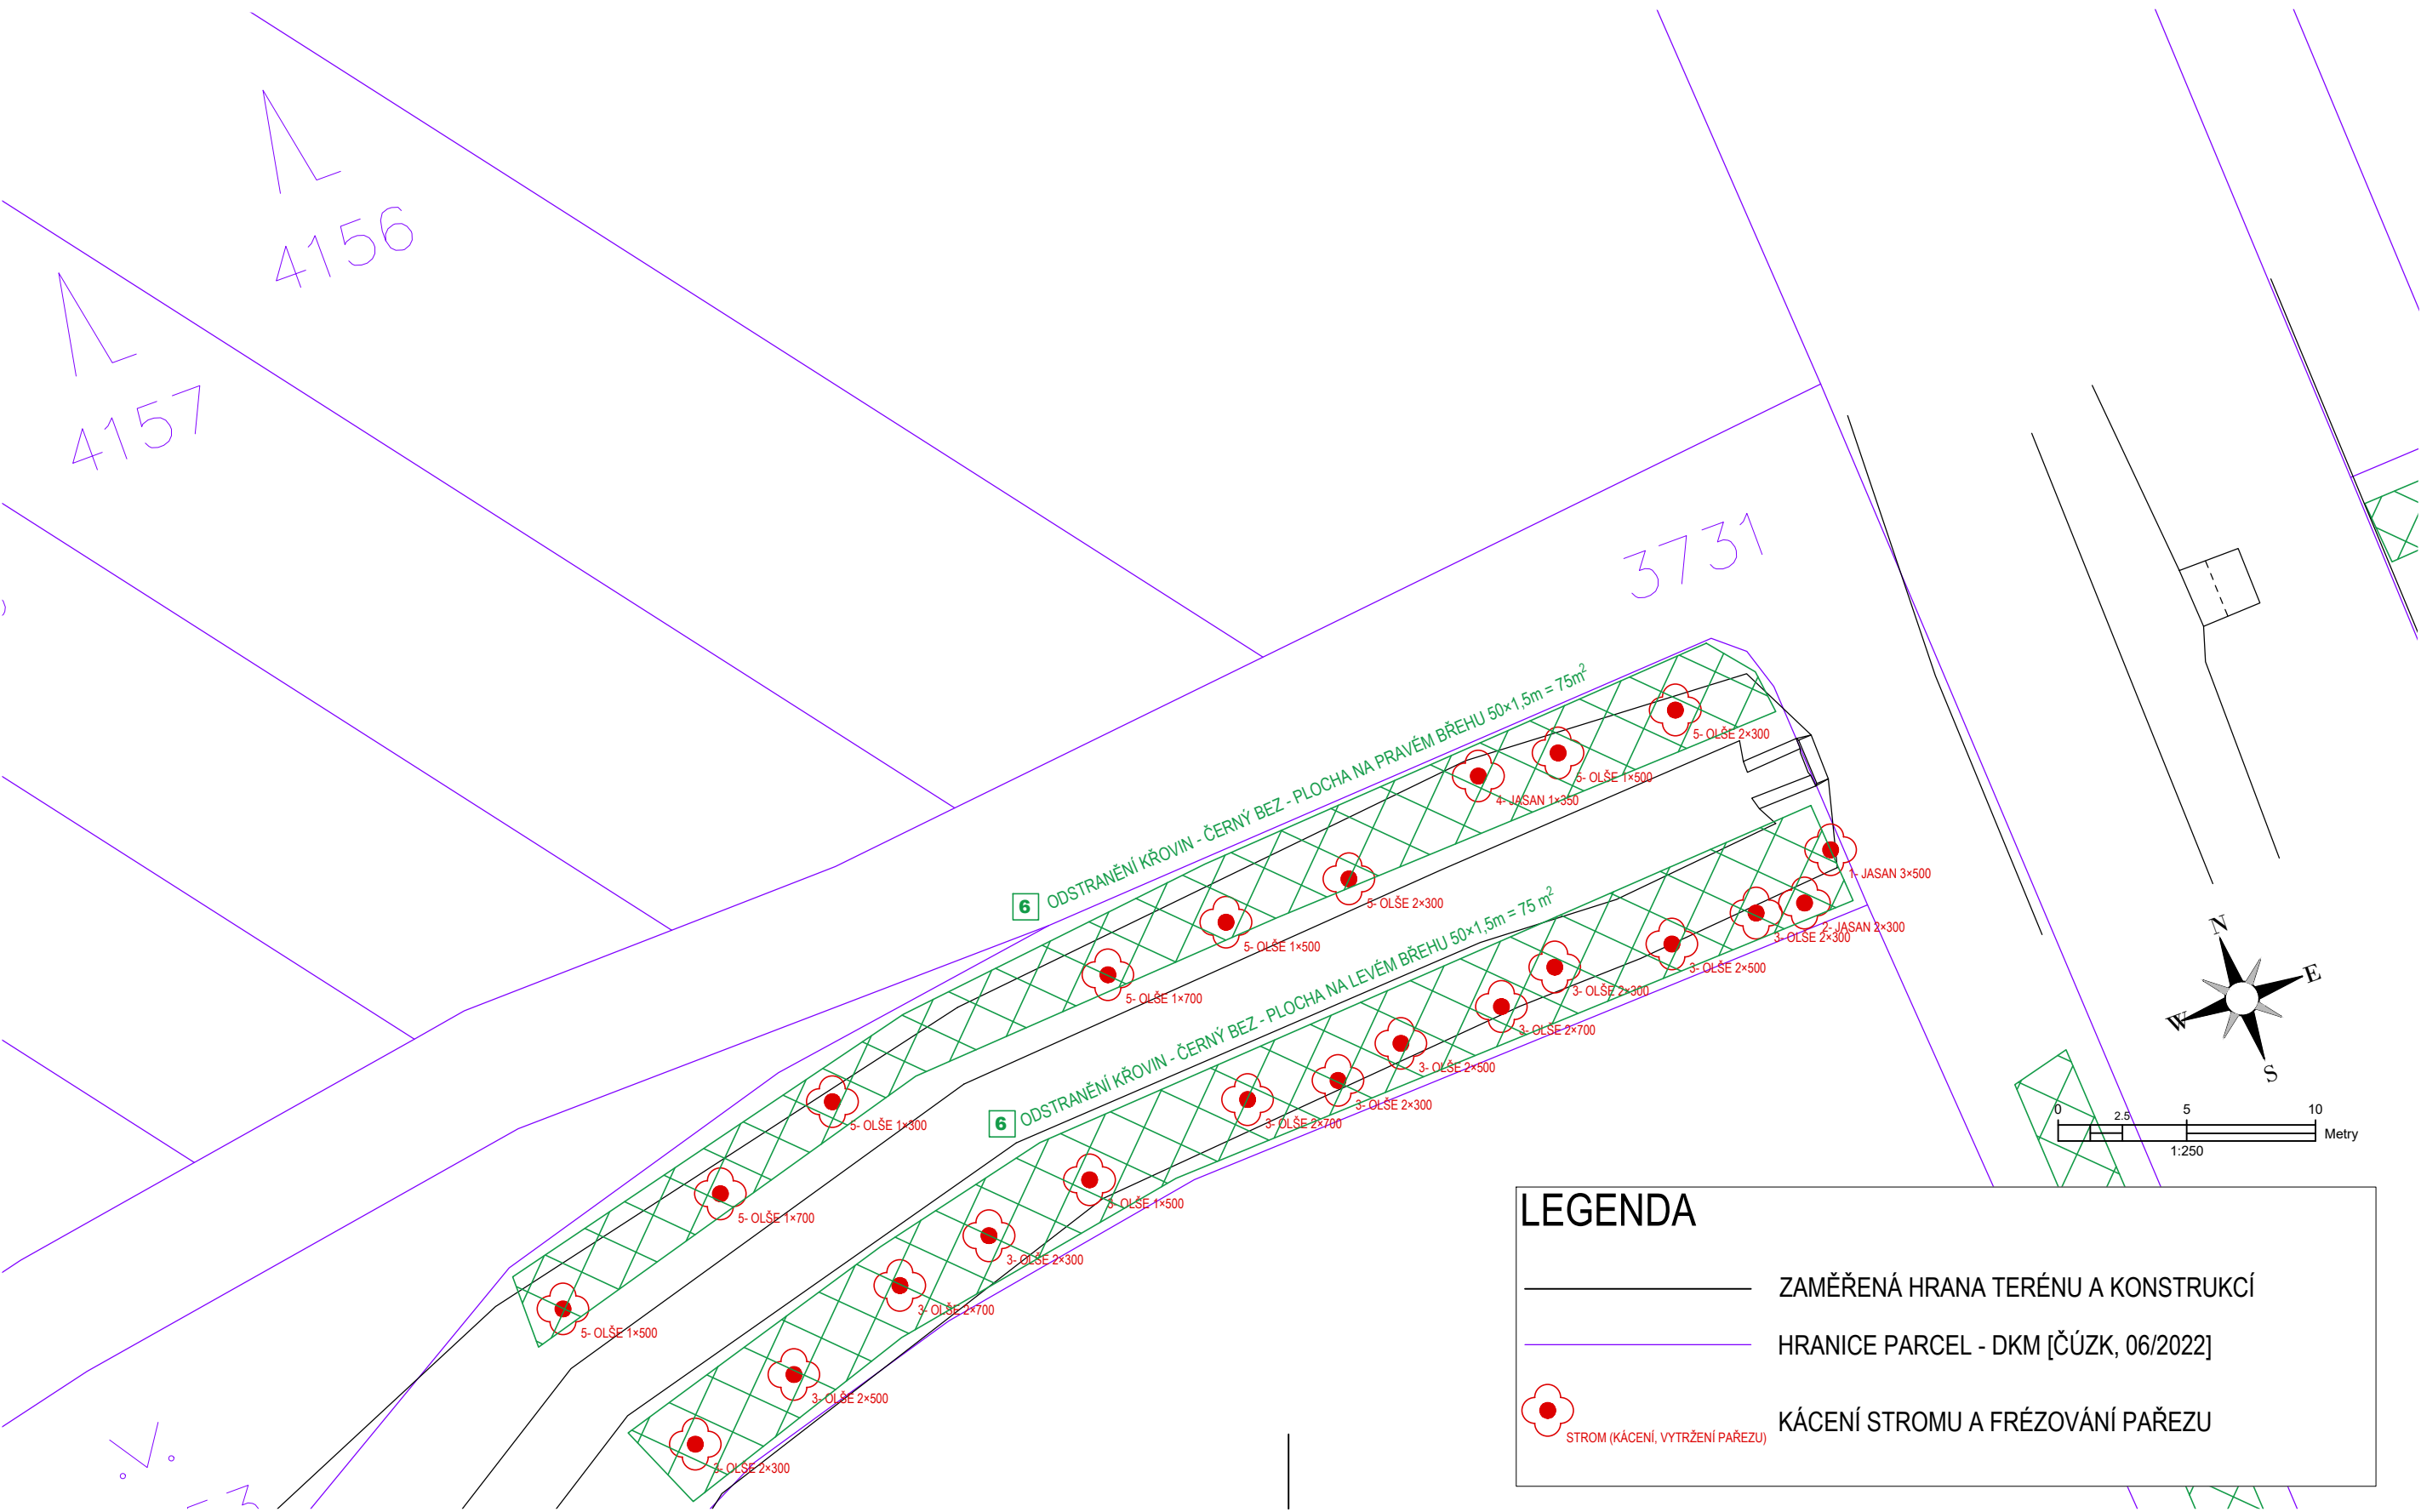 4156
4157
3731
6 ODSTRANĚNÍ KŘOVIN - ČERNÝ BEZ - PLOCHA NA PRAVÉM BŘEHU 50×1,5m = 75m²
5- OLŠE 2×300
5- OLŠE 1×500
4- JASAN 1×350
5- OLŠE 2×300
5- OLŠE 1×500
5- OLŠE 1×700
5- OLŠE 1×300
5- OLŠE 1×700
5- OLŠE 1×500
6 ODSTRANĚNÍ KŘOVIN - ČERNÝ BEZ - PLOCHA NA LEVÉM BŘEHU 50×1,5m = 75 m²
1- JASAN 3×500
2- JASAN 2×300
3- OLŠE 2×300
3- OLŠE 2×500
3- OLŠE 2×300
3- OLŠE 2×700
3- OLŠE 2×500
3- OLŠE 2×300
3- OLŠE 2×700
3- OLŠE 1×500
3- OLŠE 2×300
3- OLŠE 2×700
3- OLŠE 2×500
3- OLŠE 2×300
N
E
W
S
0 2.5 5 10
Metry
1:250
LEGENDA
ZAMĚŘENÁ HRANA TERÉNU A KONSTRUKCÍ
HRANICE PARCEL - DKM [ČÚZK, 06/2022]
STROM (KÁCENÍ, VYTRŽENÍ PAŘEZU)
KÁCENÍ STROMU A FRÉZOVÁNÍ PAŘEZU